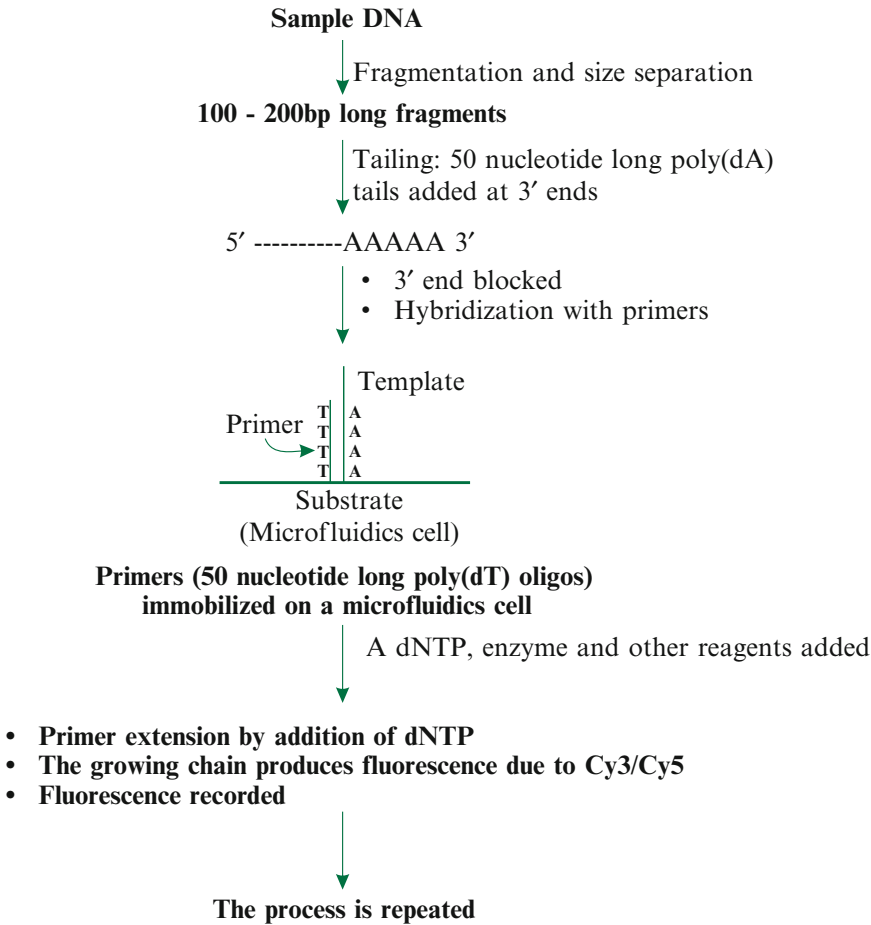 Sample DNA
Fragmentation and size separation
100 - 200bp long fragments
Tailing: 50 nucleotide long poly(dA)
tails added at 3′ ends
5′ ----------AAAAA 3′
• 3′ end blocked
• Hybridization with primers
Template
Primer
T A
T A
T A
T A
Substrate
(Microfluidics cell)
Primers (50 nucleotide long poly(dT) oligos)
immobilized on a microfluidics cell
A dNTP, enzyme and other reagents added
• Primer extension by addition of dNTP
• The growing chain produces fluorescence due to Cy3/Cy5
• Fluorescence recorded
The process is repeated